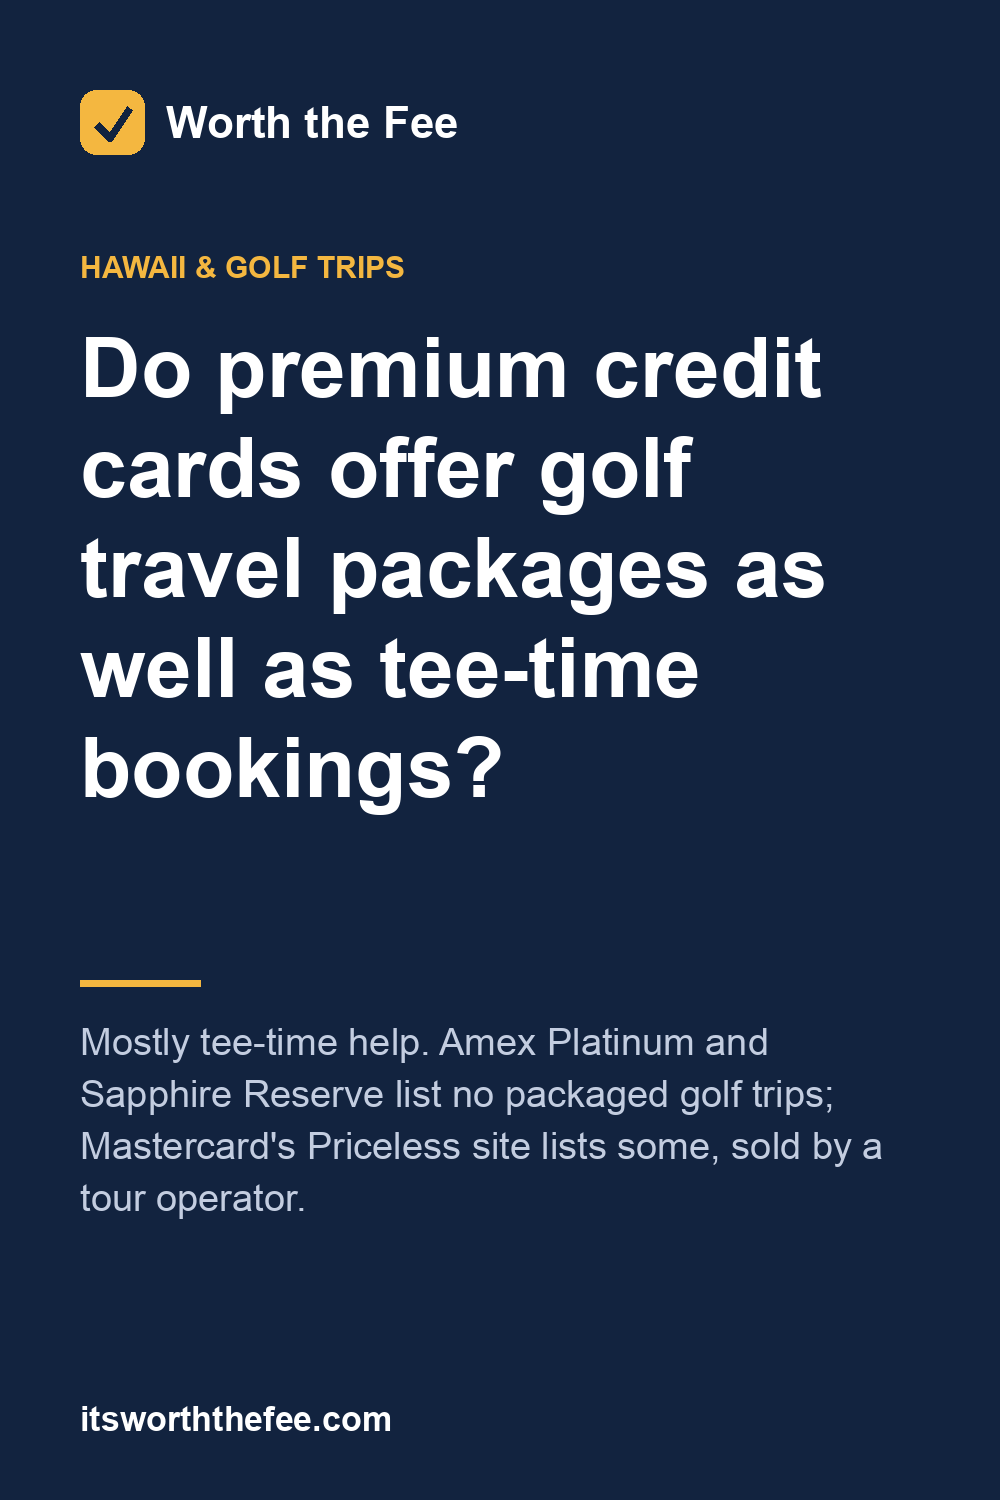 Worth the Fee
HAWAII & GOLF TRIPS
Do premium credit
cards offer golf
travel packages as
well as tee-time
bookings?
Mostly tee-time help. Amex Platinum and
Sapphire Reserve list no packaged golf trips;
Mastercard's Priceless site lists some, sold by a
tour operator.
itsworththefee.com